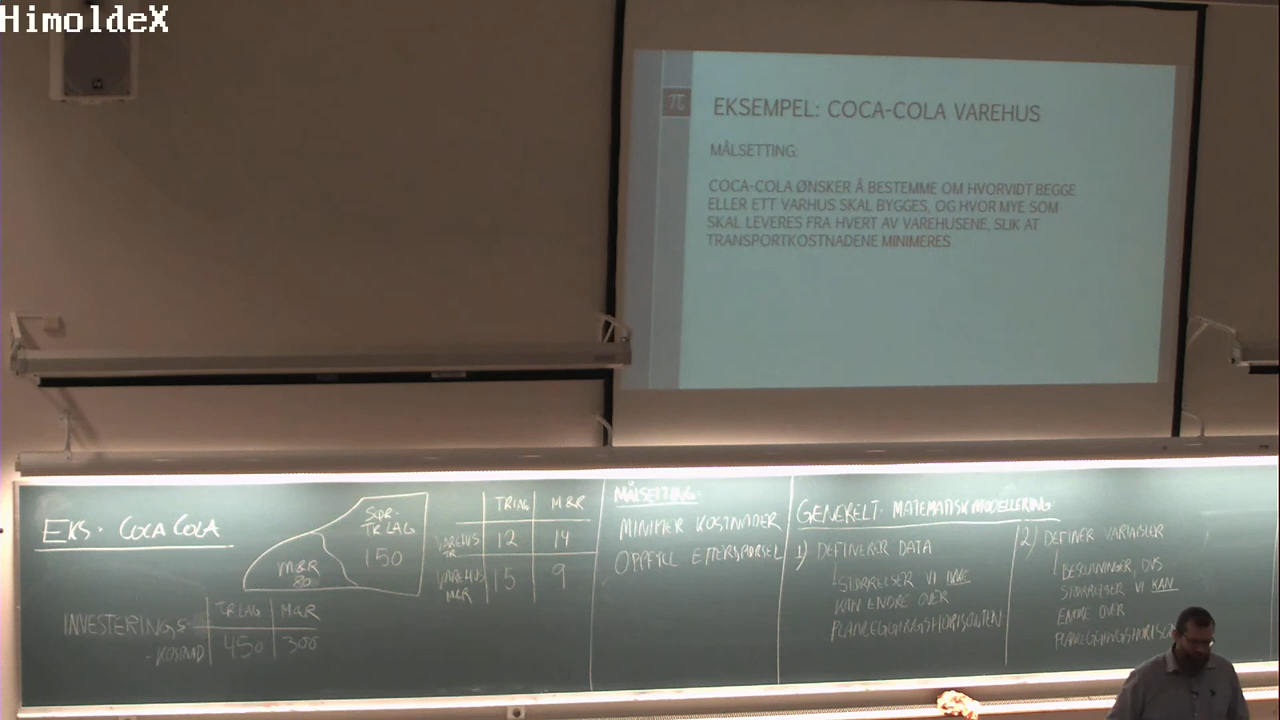 HimoldeX
π
EKSEMPEL: COCA-COLA VAREHUS
MÅLSETTING:
COCA-COLA ØNSKER Å BESTEMME OM HVORVIDT BEGGE
ELLER ETT VARHUS SKAL BYGGES, OG HVOR MYE SOM
SKAL LEVERES FRA HVERT AV VAREHUSENE, SLIK AT
TRANSPORTKOSTNADENE MINIMERES
EKS. COCA COLA
SØR-
TR.LAG
150
M&R
80
INVESTERINGS-
-KOSTNAD
TR.LAG M&R
450 300
M&R
VAREHUS
TR
12 14
VAREHUS
M&R
15 9
MÅLSETTING:
MINIMER KOSTNADER
OPPFYLL ETTERSPØRSEL
GENERELT: MATEMATISK MODELLERING:
1) DEFINERER DATA
STØRRELSER VI IKKE
KAN ENDRE OVER
PLANLEGGINGSHORISONTEN
2) DEFINER VARIABLER
BESLUTNINGER, DVS
STØRRELSER VI KAN
ENDRE OVER